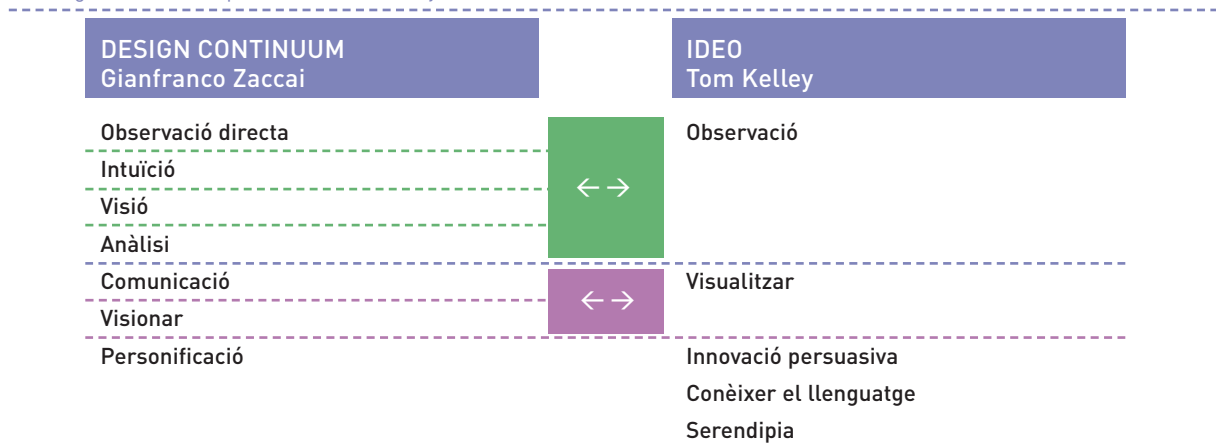 DESIGN CONTINUUM
Gianfranco Zaccai
IDEO
Tom Kelley
Observació directa
Intuïció
Visió
Anàlisi
← →
Observació
Comunicació
Visionar
← →
Visualitzar
Personificació
Innovació persuasiva
Conèixer el llenguatge
Serendipia